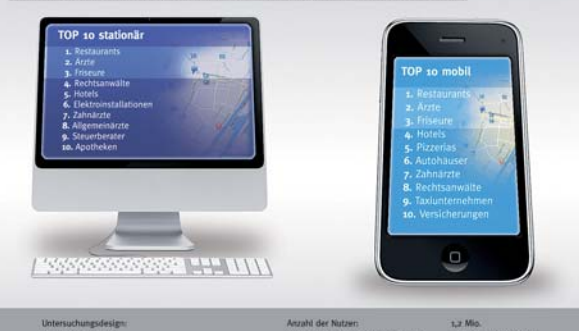 TOP 10 stationär
1. Restaurants
2. Ärzte
3. Friseure
4. Rechtsanwälte
5. Hotels
6. Elektroinstallationen
7. Zahnärzte
8. Allgemeinärzte
9. Steuerberater
10. Apotheken
TOP 10 mobil
1. Restaurants
2. Ärzte
3. Friseure
4. Hotels
5. Pizzerias
6. Autohäuser
7. Zahnärzte
8. Rechtsanwälte
9. Taxiunternehmen
10. Versicherungen
Untersuchungsdesign: Anzahl der Nutzer: 1,2 Mio.